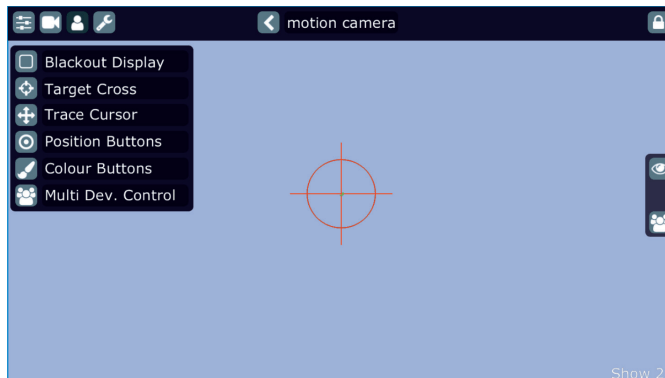 motion camera
Blackout Display
Target Cross
Trace Cursor
Position Buttons
Colour Buttons
Multi Dev. Control
Show 2